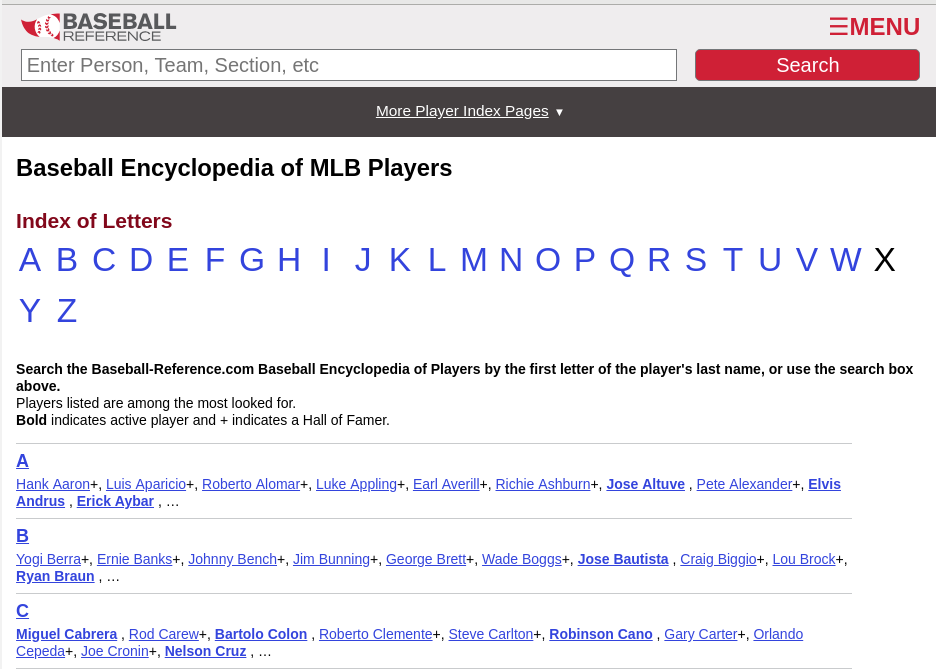 BASEBALL
REFERENCE
☰MENU
Enter Person, Team, Section, etc
Search
More Player Index Pages ▼
Baseball Encyclopedia of MLB Players
Index of Letters
A B C D E F G H I J K L M N O P Q R S T U V W X
Y Z
Search the Baseball-Reference.com Baseball Encyclopedia of Players by the first letter of the player's last name, or use the search box
above.
Players listed are among the most looked for.
Bold indicates active player and + indicates a Hall of Famer.
A
Hank Aaron+, Luis Aparicio+, Roberto Alomar+, Luke Appling+, Earl Averill+, Richie Ashburn+, Jose Altuve , Pete Alexander+, Elvis
Andrus , Erick Aybar , …
B
Yogi Berra+, Ernie Banks+, Johnny Bench+, Jim Bunning+, George Brett+, Wade Boggs+, Jose Bautista , Craig Biggio+, Lou Brock+,
Ryan Braun , …
C
Miguel Cabrera , Rod Carew+, Bartolo Colon , Roberto Clemente+, Steve Carlton+, Robinson Cano , Gary Carter+, Orlando
Cepeda+, Joe Cronin+, Nelson Cruz , …